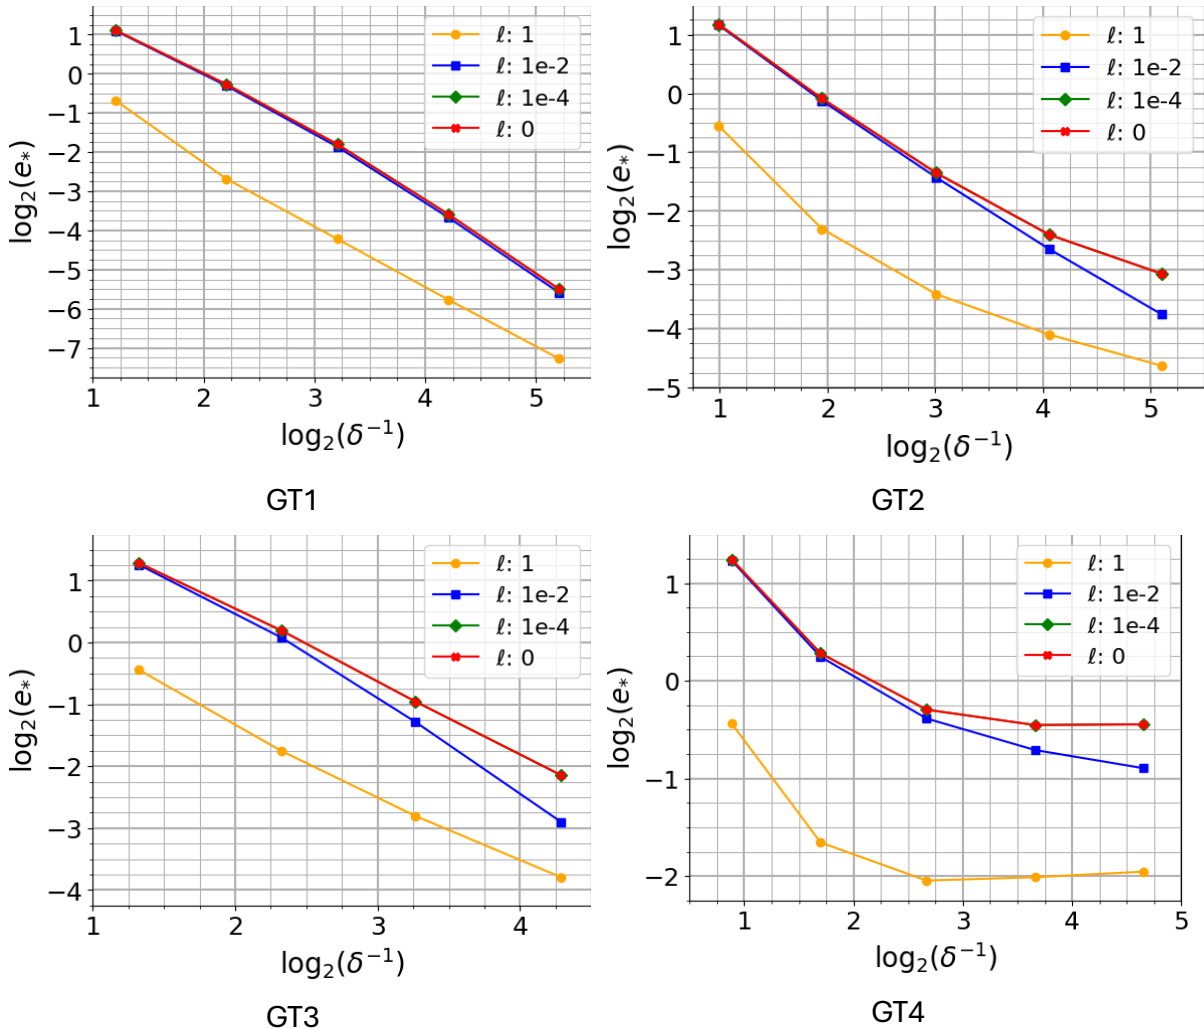 log₂(e∗)
1
0
−1
−2
−3
−4
−5
−6
−7
ℓ: 1
ℓ: 1e-2
ℓ: 1e-4
ℓ: 0
1 2 3 4 5
log₂(δ⁻¹)
GT1
log₂(e∗)
1
0
−1
−2
−3
−4
−5
ℓ: 1
ℓ: 1e-2
ℓ: 1e-4
ℓ: 0
1 2 3 4 5
log₂(δ⁻¹)
GT2
log₂(e∗)
1
0
−1
−2
−3
−4
ℓ: 1
ℓ: 1e-2
ℓ: 1e-4
ℓ: 0
1 2 3 4
log₂(δ⁻¹)
GT3
log₂(e∗)
1
0
−1
−2
ℓ: 1
ℓ: 1e-2
ℓ: 1e-4
ℓ: 0
1 2 3 4 5
log₂(δ⁻¹)
GT4